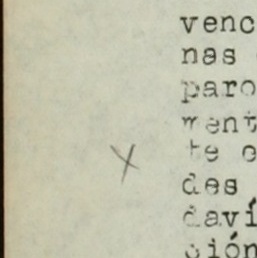 venc
nas
paro
ment
te
des
daví
ción